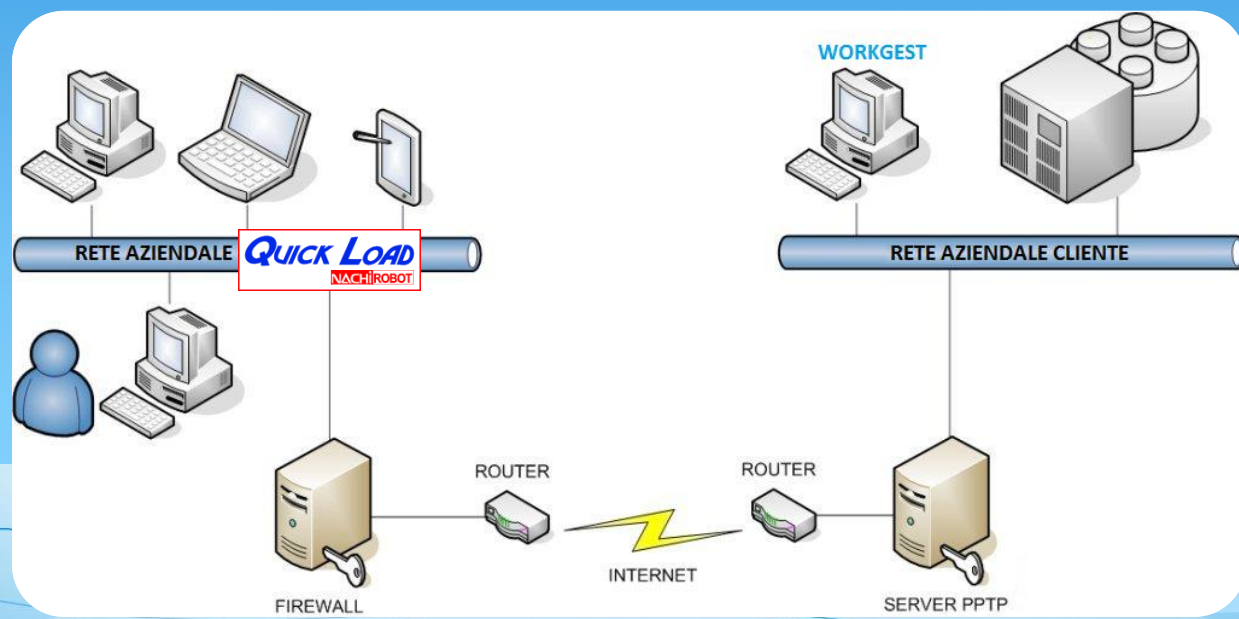 WORKGEST
RETE AZIENDALE
QUICK LOAD
NACHI ROBOT
RETE AZIENDALE CLIENTE
ROUTER
ROUTER
INTERNET
FIREWALL
SERVER PPTP